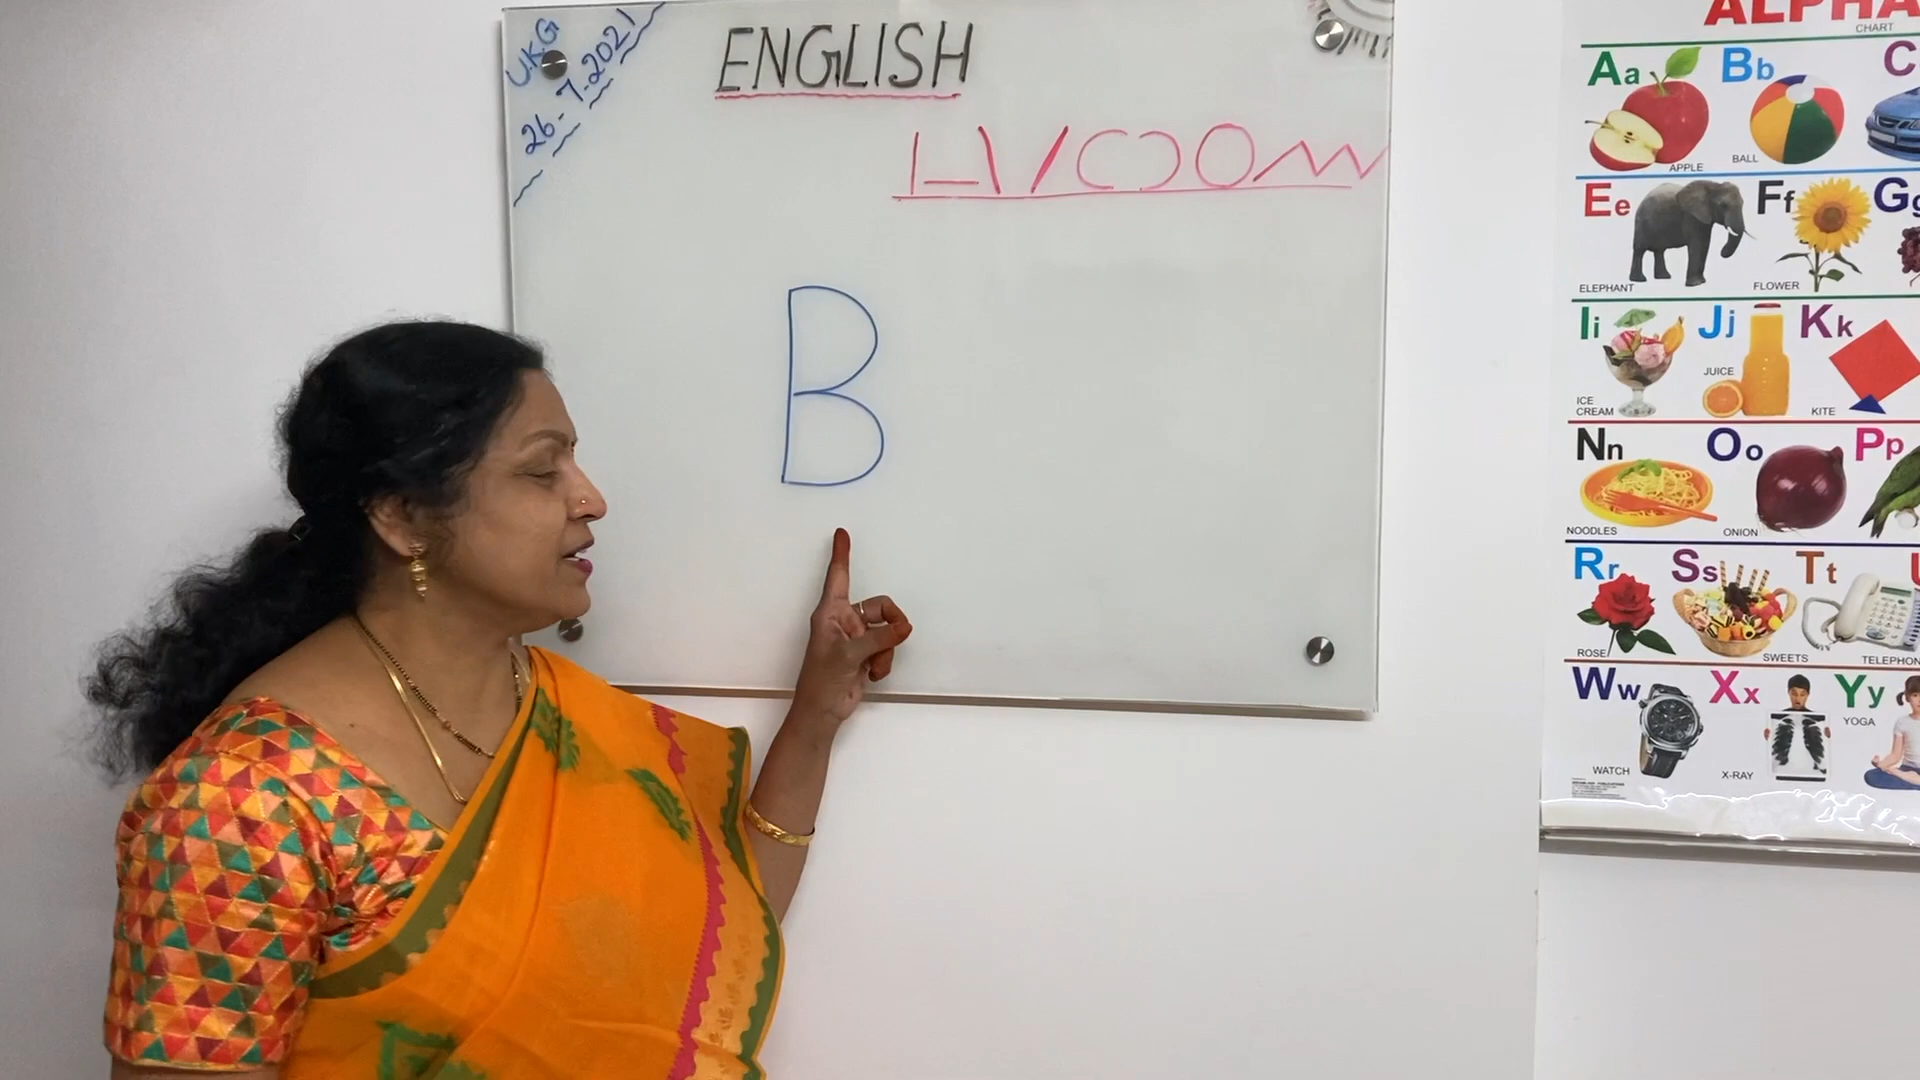 U.K.G
26-7-2021
ENGLISH
B
ALPHA
CHART
Aa
APPLE
Bb
BALL
C
Ee
ELEPHANT
Ff
FLOWER
Gg
Ii
ICE
CREAM
Jj
JUICE
Kk
KITE
Nn
NOODLES
Oo
ONION
Pp
Rr
ROSE
Ss
SWEETS
Tt
TELEPHON
Ww
WATCH
Xx
X-RAY
Yy
YOGA